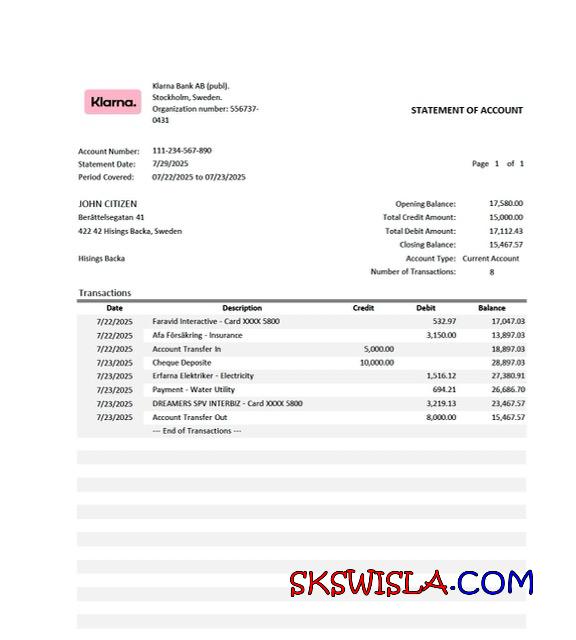 Klarna.
Klarna Bank AB (publ).
Stockholm, Sweden.
Organization number: 556737-
0431
STATEMENT OF ACCOUNT
Account Number: 111-234-567-890
Statement Date: 7/29/2025 Page 1 of 1
Period Covered: 07/22/2025 to 07/23/2025
JOHN CITIZEN Opening Balance: 17,580.00
Beråttelsegatan 41 Total Credit Amount: 15,000.00
422 42 Hisings Backa, Sweden Total Debit Amount: 17,112.43
Closing Balance: 15,467.57
Hisings Backa Account Type: Current Account
Number of Transactions: 8
Transactions
Date Description Credit Debit Balance
7/22/2025 Faravid Interactive - Card XXXX 5800 532.97 17,047.03
7/22/2025 Afa Försåkring - Insurance 3,150.00 13,897.03
7/22/2025 Account Transfer In 5,000.00 18,897.03
7/23/2025 Cheque Deposite 10,000.00 28,897.03
7/23/2025 Erfarna Elektriker - Electricity 1,516.12 27,380.91
7/23/2025 Payment - Water Utility 694.21 26,686.70
7/23/2025 DREAMERS SPV INTERBIZ - Card XXXX 5800 3,219.13 23,467.57
7/23/2025 Account Transfer Out 8,000.00 15,467.57
--- End of Transactions ---
SKSWISLA.COM